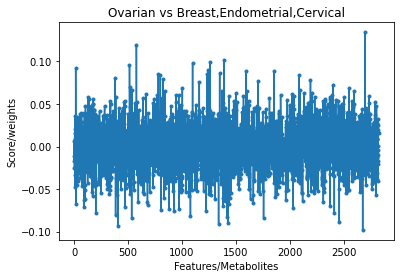 Ovarian vs Breast,Endometrial,Cervical
0.10
0.05
0.00
−0.05
−0.10
Score/weights
0 500 1000 1500 2000 2500
Features/Metabolites